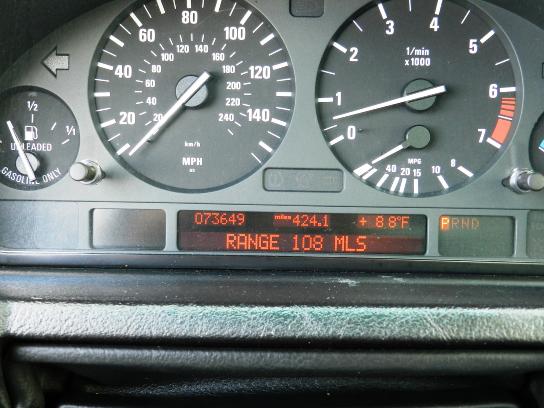 ½
1/1
UNLEADED
GASOLINE ONLY
20 40 60 80 100 120 140
20 40 60 80 100 120 140 160 180 200 220 240
km/h
MPH
1 2 3 4 5 6 7
0
1/min
x1000
MPG
40 20 15 10 8
073649 miles 424.1 + 88°F
PRND
RANGE 108 MLS